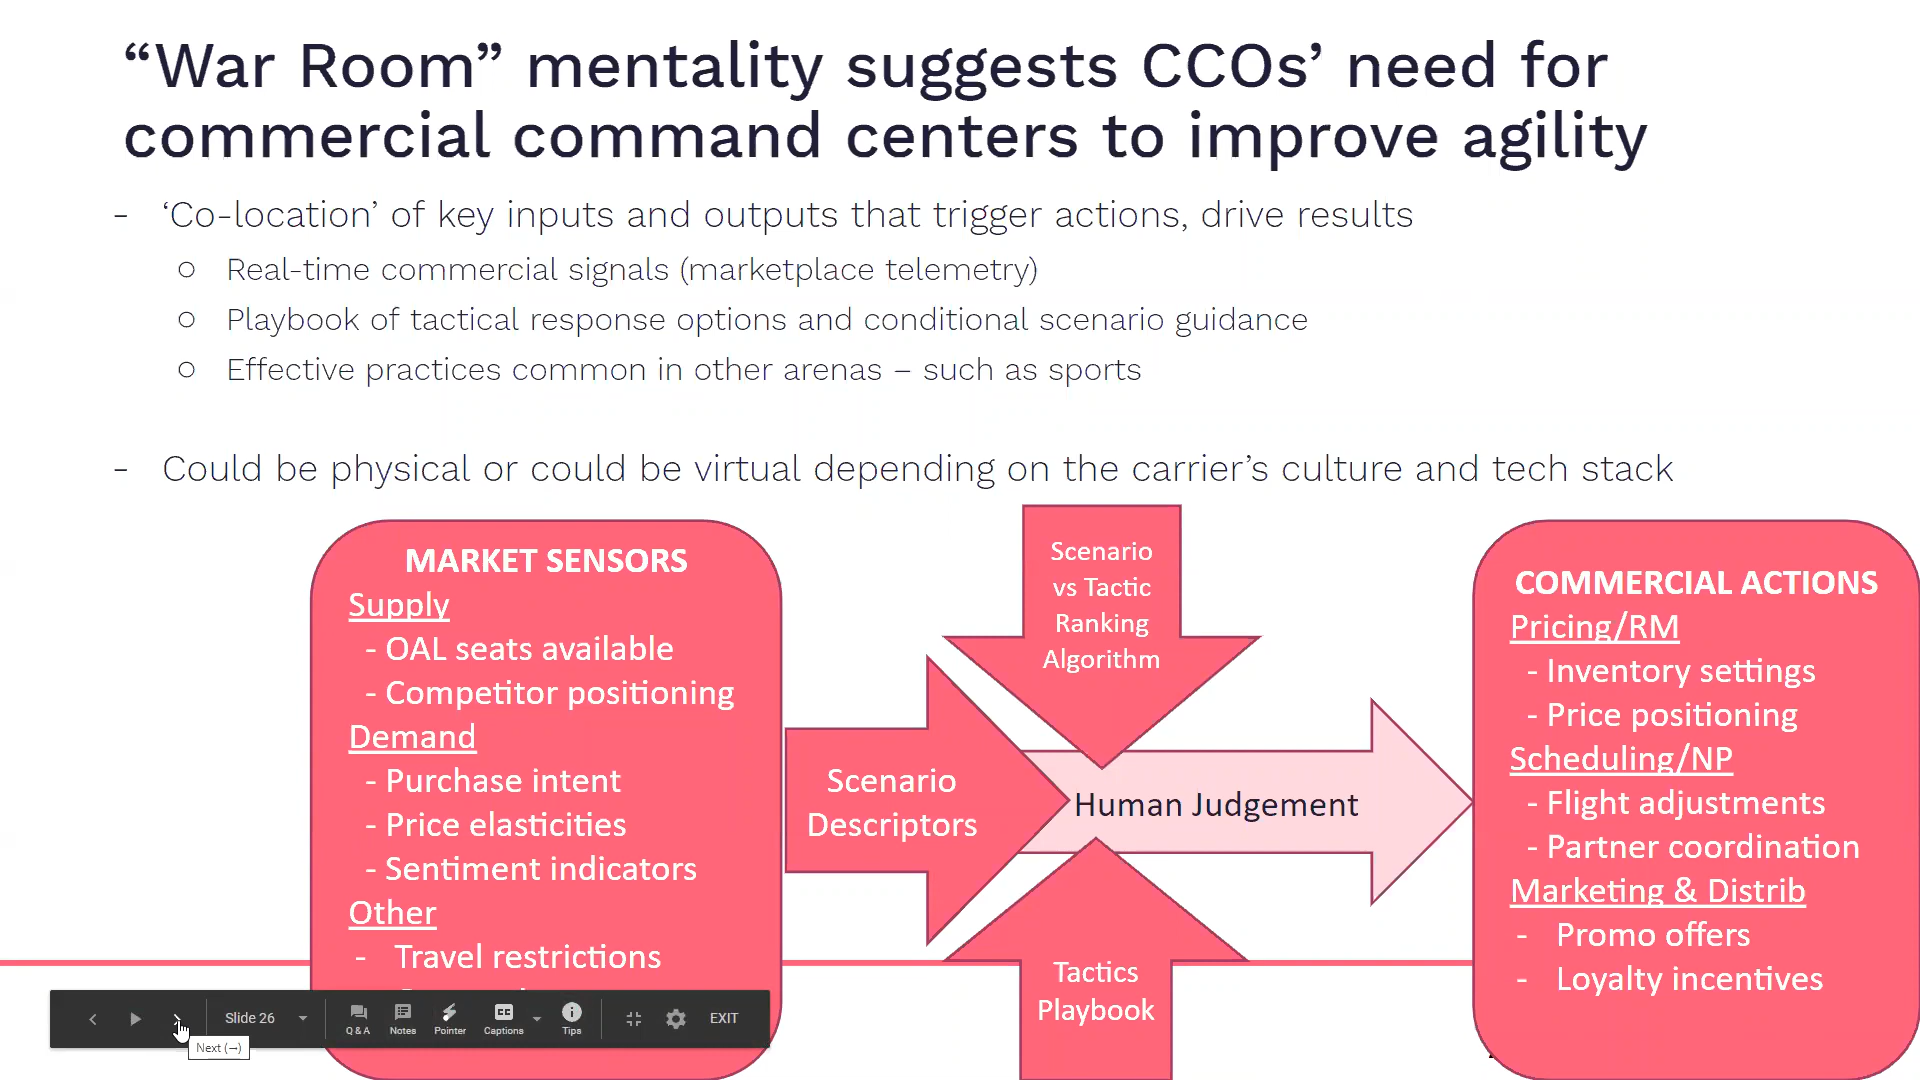 “War Room” mentality suggests CCOs’ need for
commercial command centers to improve agility
- ‘Co-location’ of key inputs and outputs that trigger actions, drive results
○ Real-time commercial signals (marketplace telemetry)
○ Playbook of tactical response options and conditional scenario guidance
○ Effective practices common in other arenas – such as sports
- Could be physical or could be virtual depending on the carrier’s culture and tech stack
MARKET SENSORS
Supply
- OAL seats available
- Competitor positioning
Demand
- Purchase intent
- Price elasticities
- Sentiment indicators
Other
- Travel restrictions
Scenario
Descriptors
Scenario
vs Tactic
Ranking
Algorithm
Human Judgement
Tactics
Playbook
COMMERCIAL ACTIONS
Pricing/RM
- Inventory settings
- Price positioning
Scheduling/NP
- Flight adjustments
- Partner coordination
Marketing & Distrib
- Promo offers
- Loyalty incentives
Slide 26
Q & A
Notes
Pointer
CC
Captions
Tips
EXIT
Next (→)